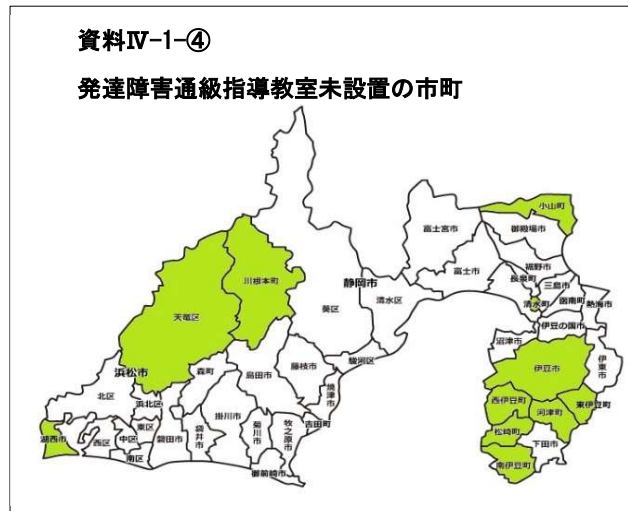 資料Ⅳ-1-④
発達障害通級指導教室未設置の市町
小山町
御殿場市
富士宮市
裾野市
富士市
長泉町
三島市
清水町
函南町
熱海市
川根本町
静岡市
葵区
清水区
天竜区
沼津市
伊豆の国市
伊東市
伊豆市
駿河区
浜松市
森町
島田市
藤枝市
焼津市
西伊豆町
河津町
東伊豆町
北区
浜北区
掛川市
吉田町
松崎町
下田市
湖西市
西区
中区
東区
南区
磐田市
袋井市
菊川市
牧之原市
御前崎市
南伊豆町